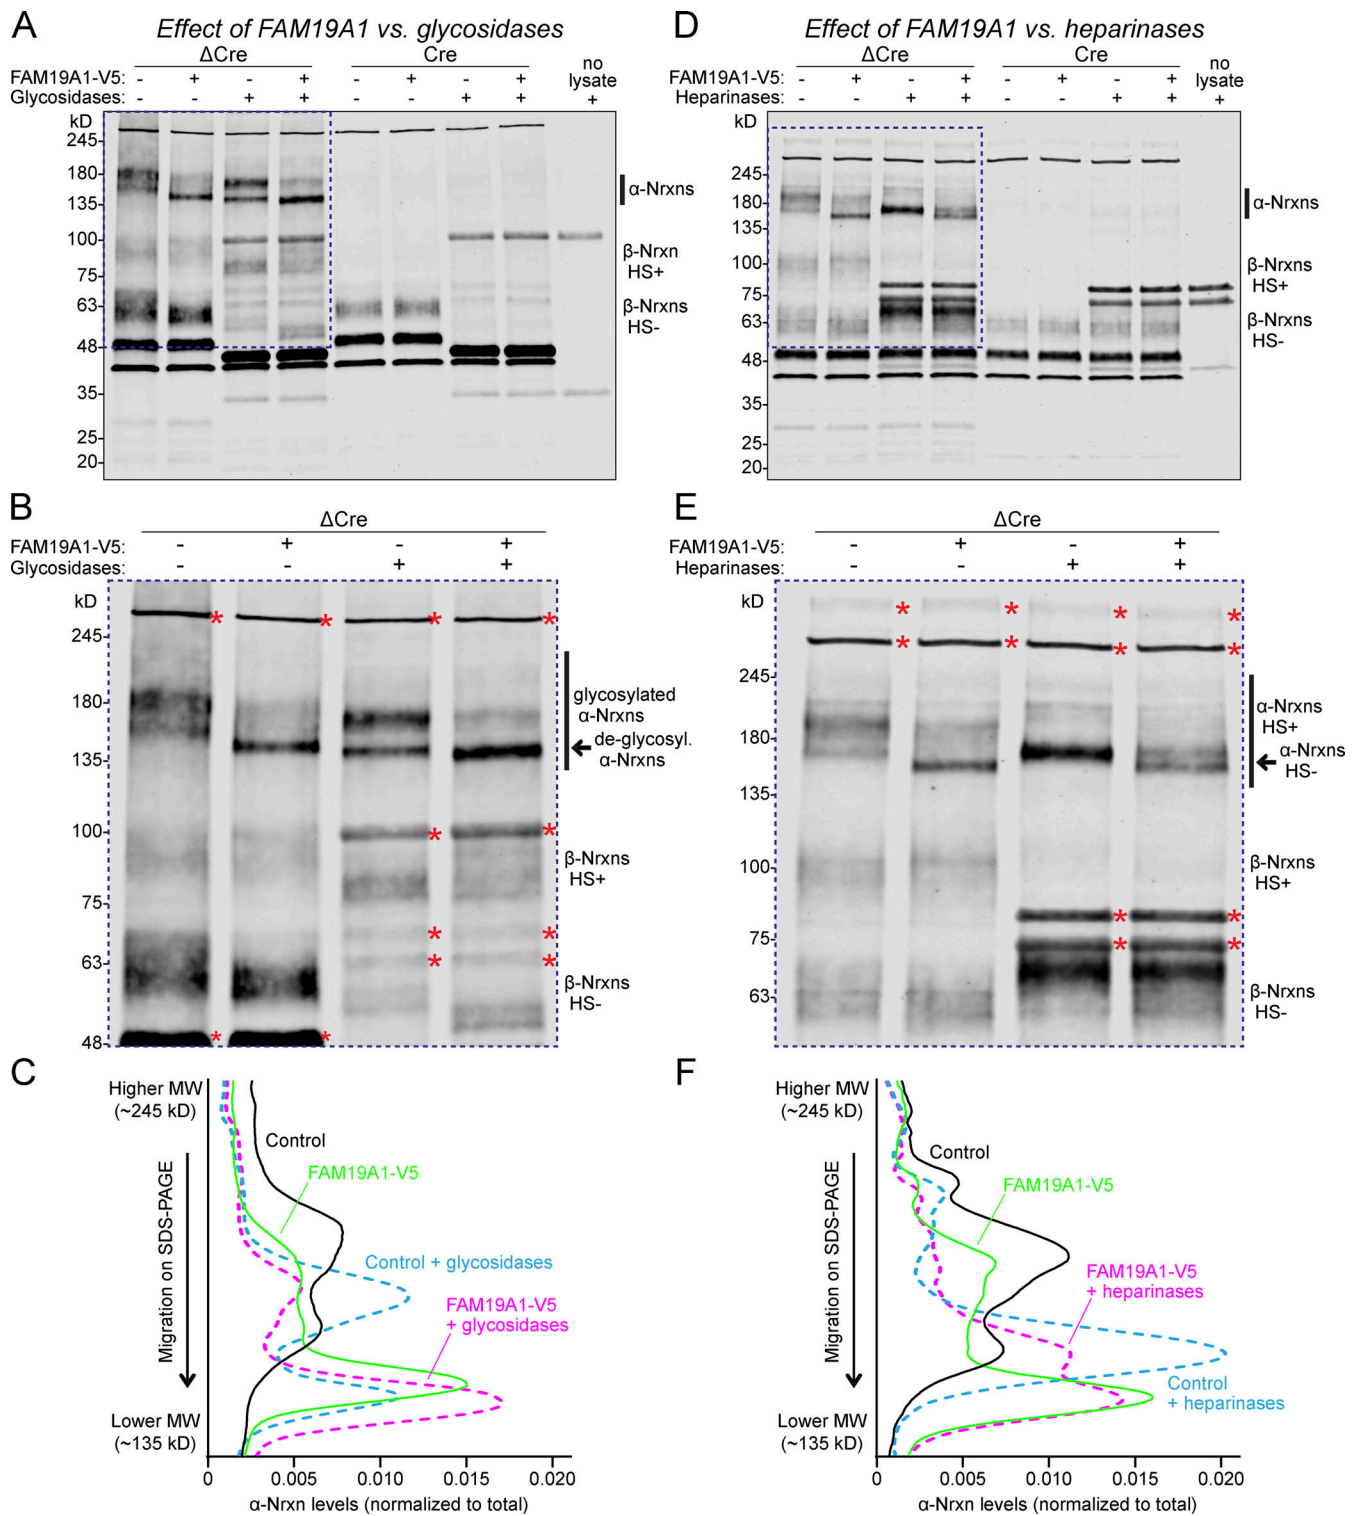 A
Effect of FAM19A1 vs. glycosidases
ΔCre Cre
FAM19A1-V5: - + - + - + - + no lysate
Glycosidases: - - + + - - + + +
kD
245
180
135
100
75
63
48
35
25
20
α-Nrxns
β-Nrxn
HS+
β-Nrxns
HS-
D
Effect of FAM19A1 vs. heparinases
ΔCre Cre
FAM19A1-V5: - + - + - + - + no lysate
Heparinases: - - + + - - + + +
kD
245
180
135
100
75
63
48
35
25
20
α-Nrxns
β-Nrxns
HS+
β-Nrxns
HS-
B
ΔCre
FAM19A1-V5: - + - +
Glycosidases: - - + +
kD
245
180
135
100
75
63
48
* * * *
* *
* *
* *
* *
glycosylated
α-Nrxns
de-glycosyl.
α-Nrxns
β-Nrxns
HS+
β-Nrxns
HS-
E
ΔCre
FAM19A1-V5: - + - +
Heparinases: - - + +
kD
245
180
135
100
75
63
* * * *
* * * *
* *
* *
α-Nrxns
HS+
α-Nrxns
HS-
β-Nrxns
HS+
β-Nrxns
HS-
C
Higher MW
(~245 kD)
Migration on SDS-PAGE
Lower MW
(~135 kD)
Control
FAM19A1-V5
Control + glycosidases
FAM19A1-V5
+ glycosidases
0 0.005 0.010 0.015 0.020
α-Nrxn levels (normalized to total)
F
Higher MW
(~245 kD)
Migration on SDS-PAGE
Lower MW
(~135 kD)
Control
FAM19A1-V5
FAM19A1-V5
+ heparinases
Control
+ heparinases
0 0.005 0.010 0.015 0.020
α-Nrxn levels (normalized to total)